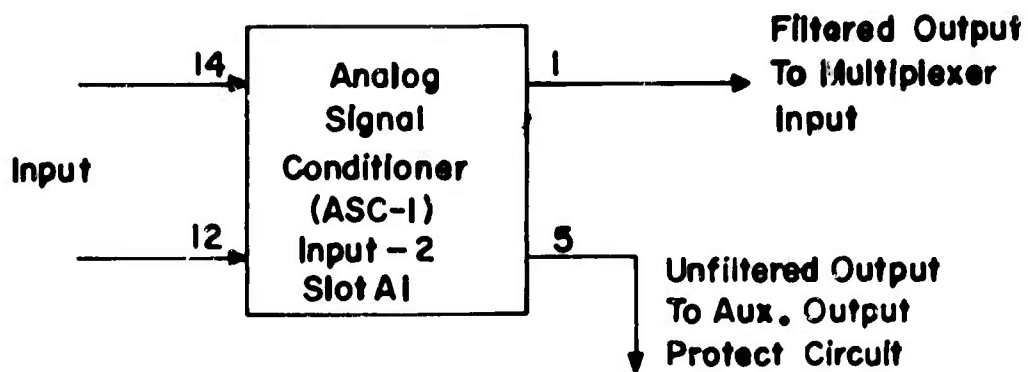 14
Input
12
Analog
Signal
Conditioner
(ASC-1)
Input - 2
Slot A1
1
Filtered Output
To Multiplexer
Input
5
Unfiltered Output
To Aux. Output
Protect Circuit